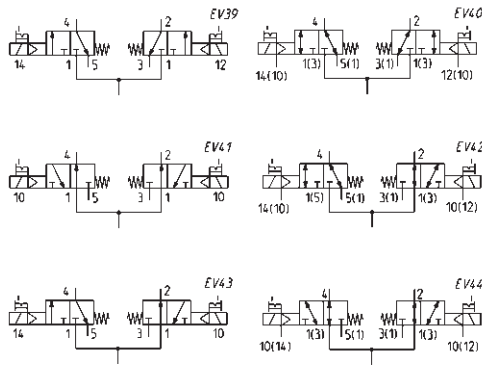 4 2 EV39
14 1 5 3 1 12
4 2 EV40
14(10) 1(3) 5(1) 3(1) 1(3) 12(10)
4 2 EV41
10 1 5 3 1 10
4 2 EV42
14(10) 1(5) 5(1) 3(1) 1(3) 10(12)
4 2 EV43
14 1 5 3 1 10
4 2 EV44
10(14) 1(3) 5(1) 3(1) 1(3) 10(12)